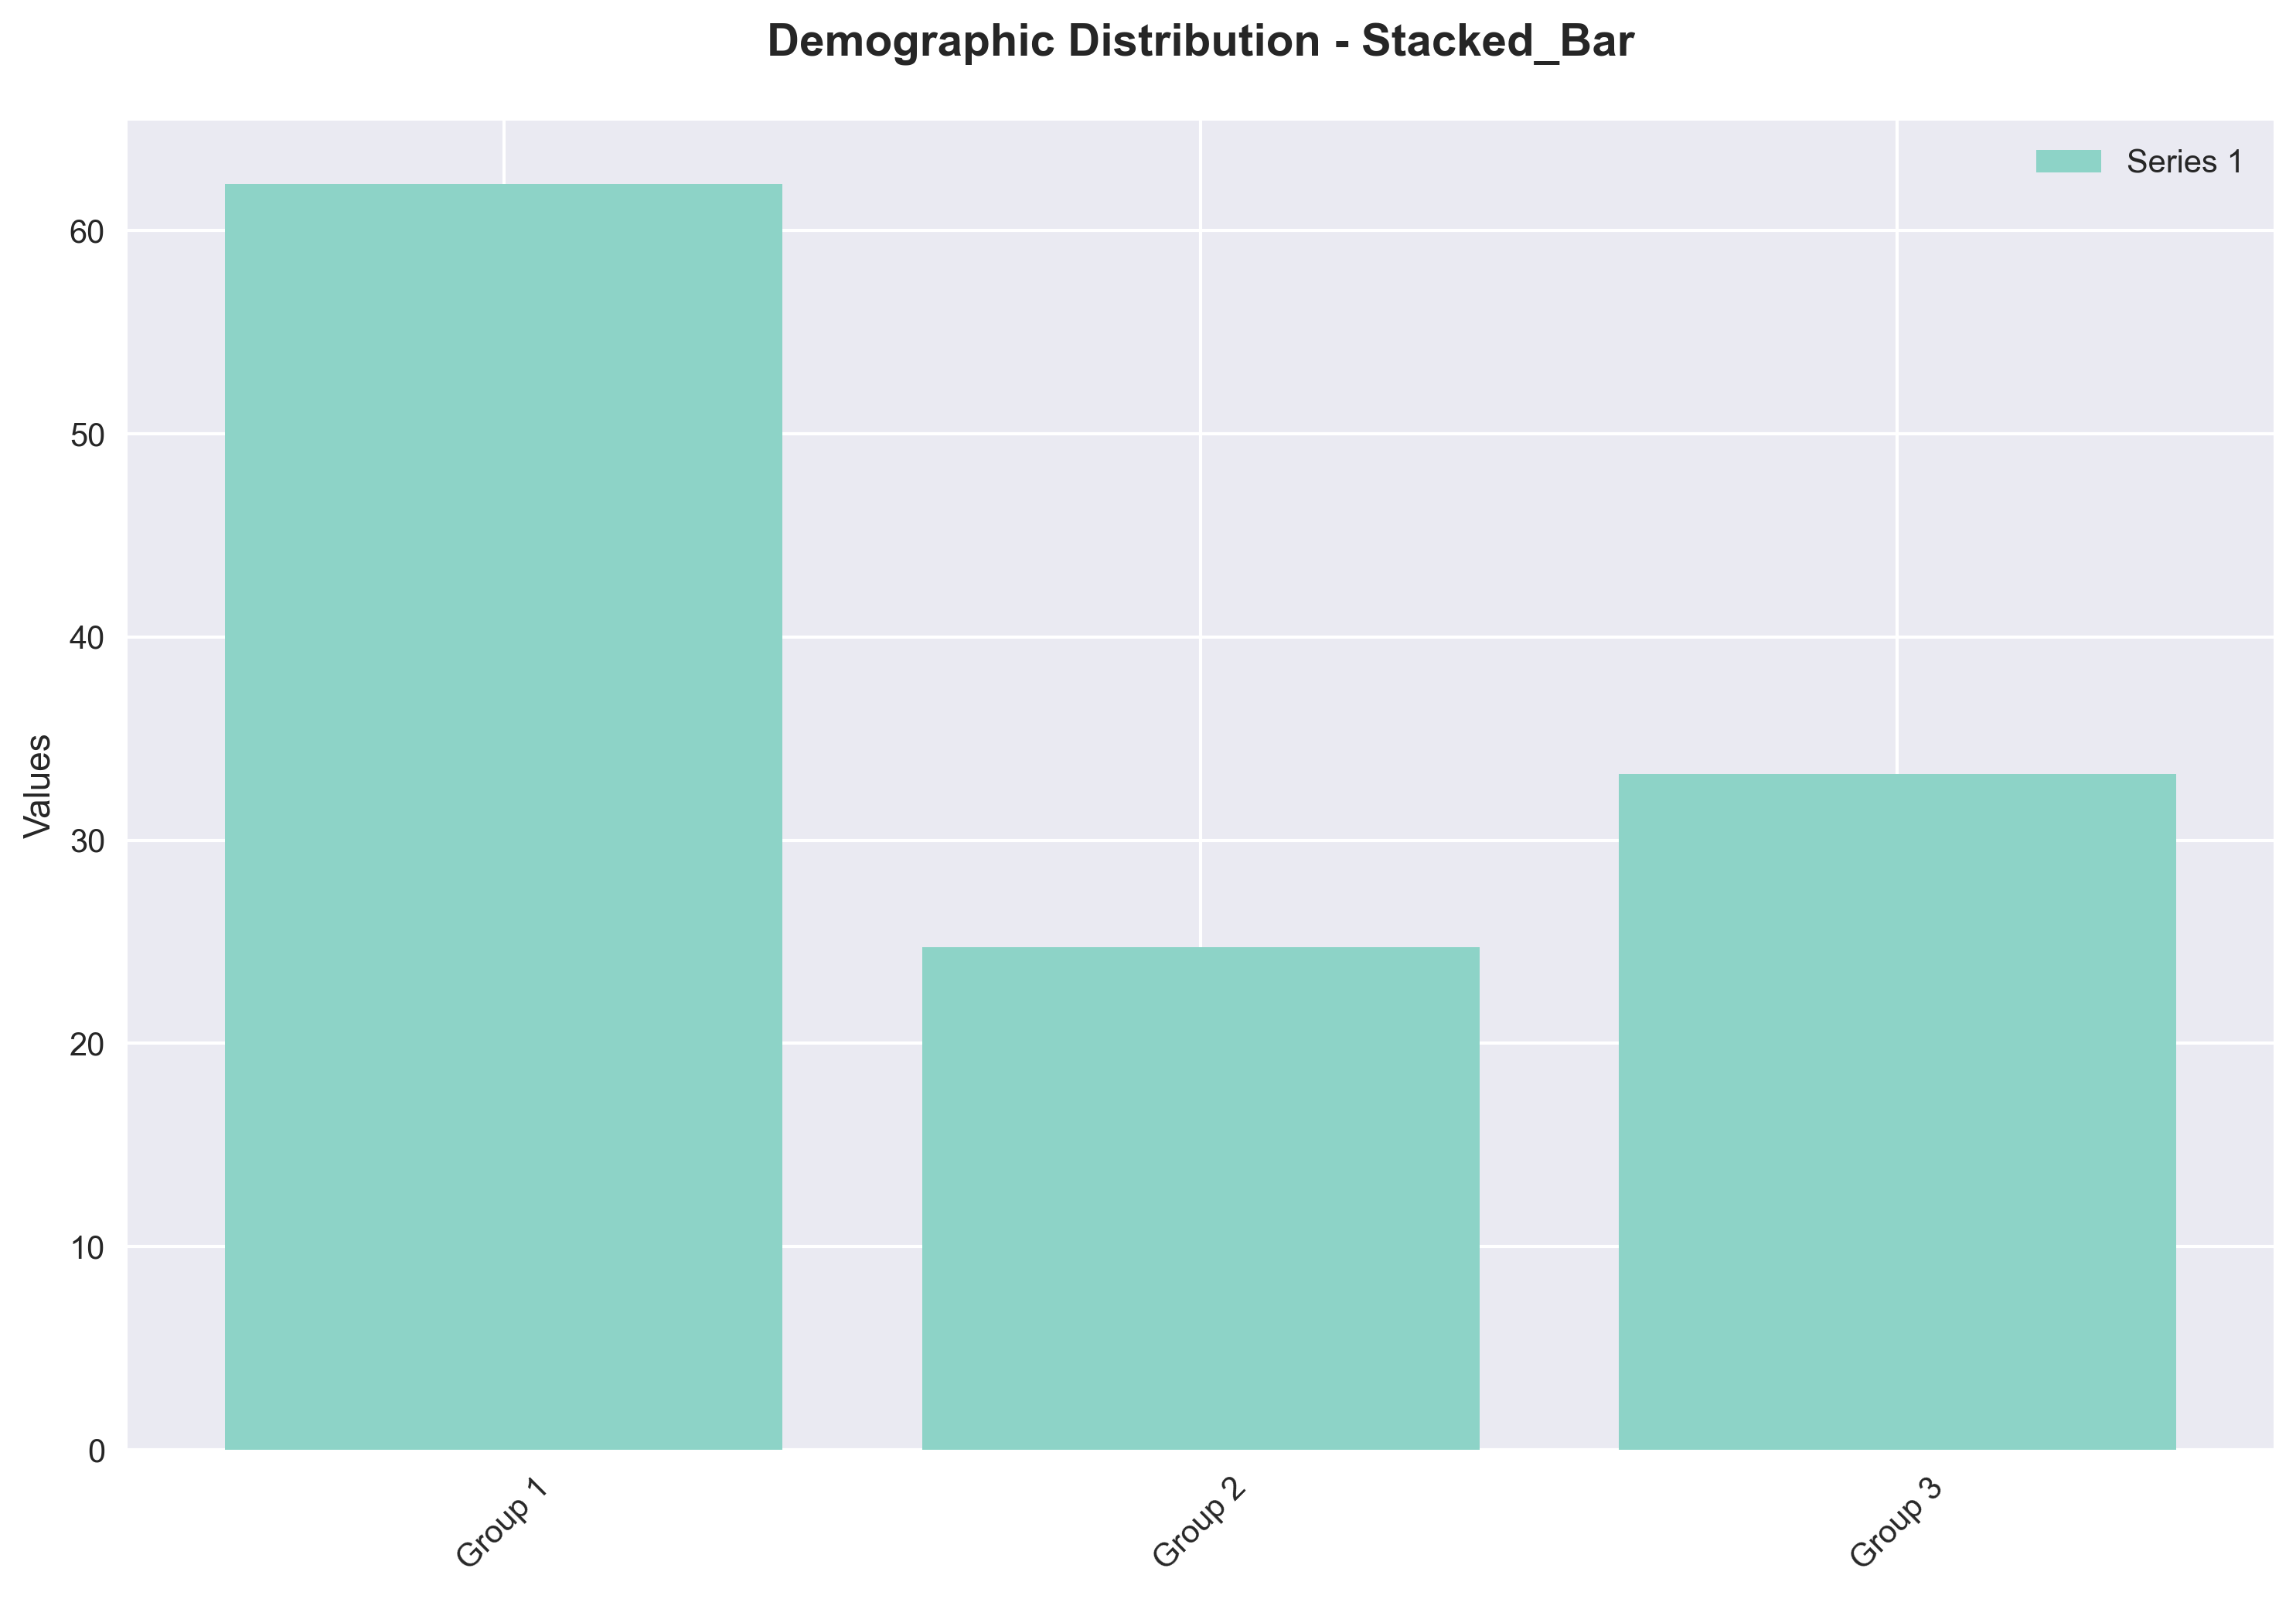 Demographic Distribution - Stacked_Bar
Series 1
Values
60
50
40
30
20
10
0
Group 1
Group 2
Group 3